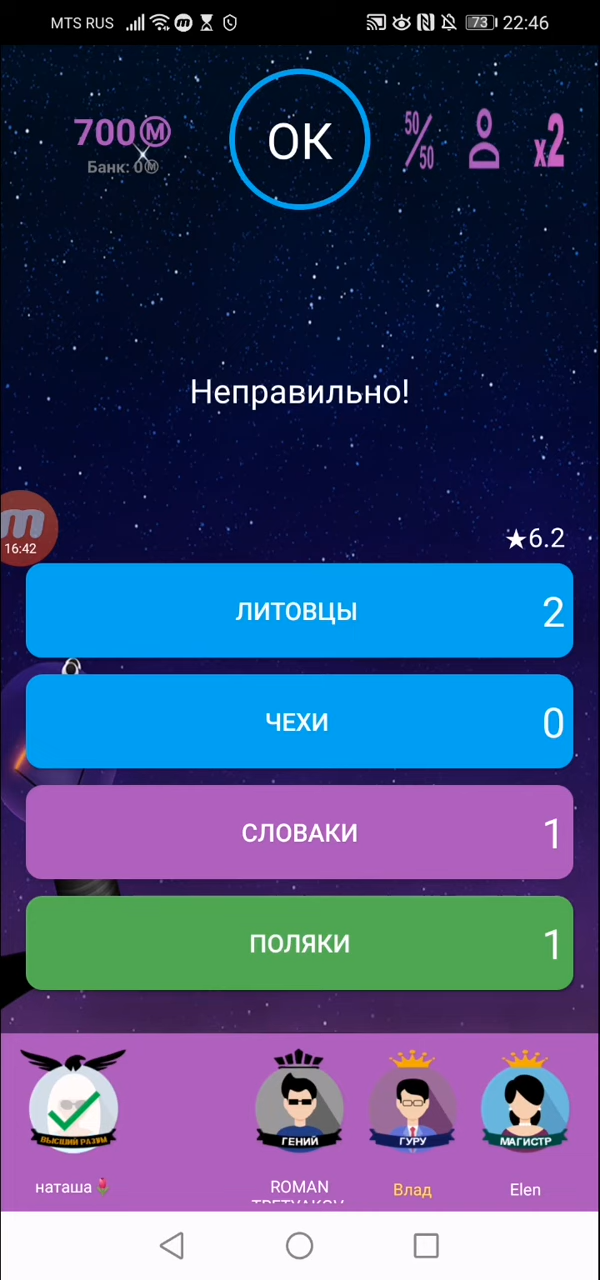 MTS RUS
73
22:46
700Ⓜ
Банк: 0Ⓜ
OK
50/50
x2
Неправильно!
m
16:42
★6.2
ЛИТОВЦЫ 2
ЧЕХИ 0
СЛОВАКИ 1
ПОЛЯКИ 1
ВЫСШИЙ РАЗУМ
ГЕНИЙ
ГУРУ
МАГИСТР
наташа🌷
ROMAN
TRETYAKOV
Влад
Elen